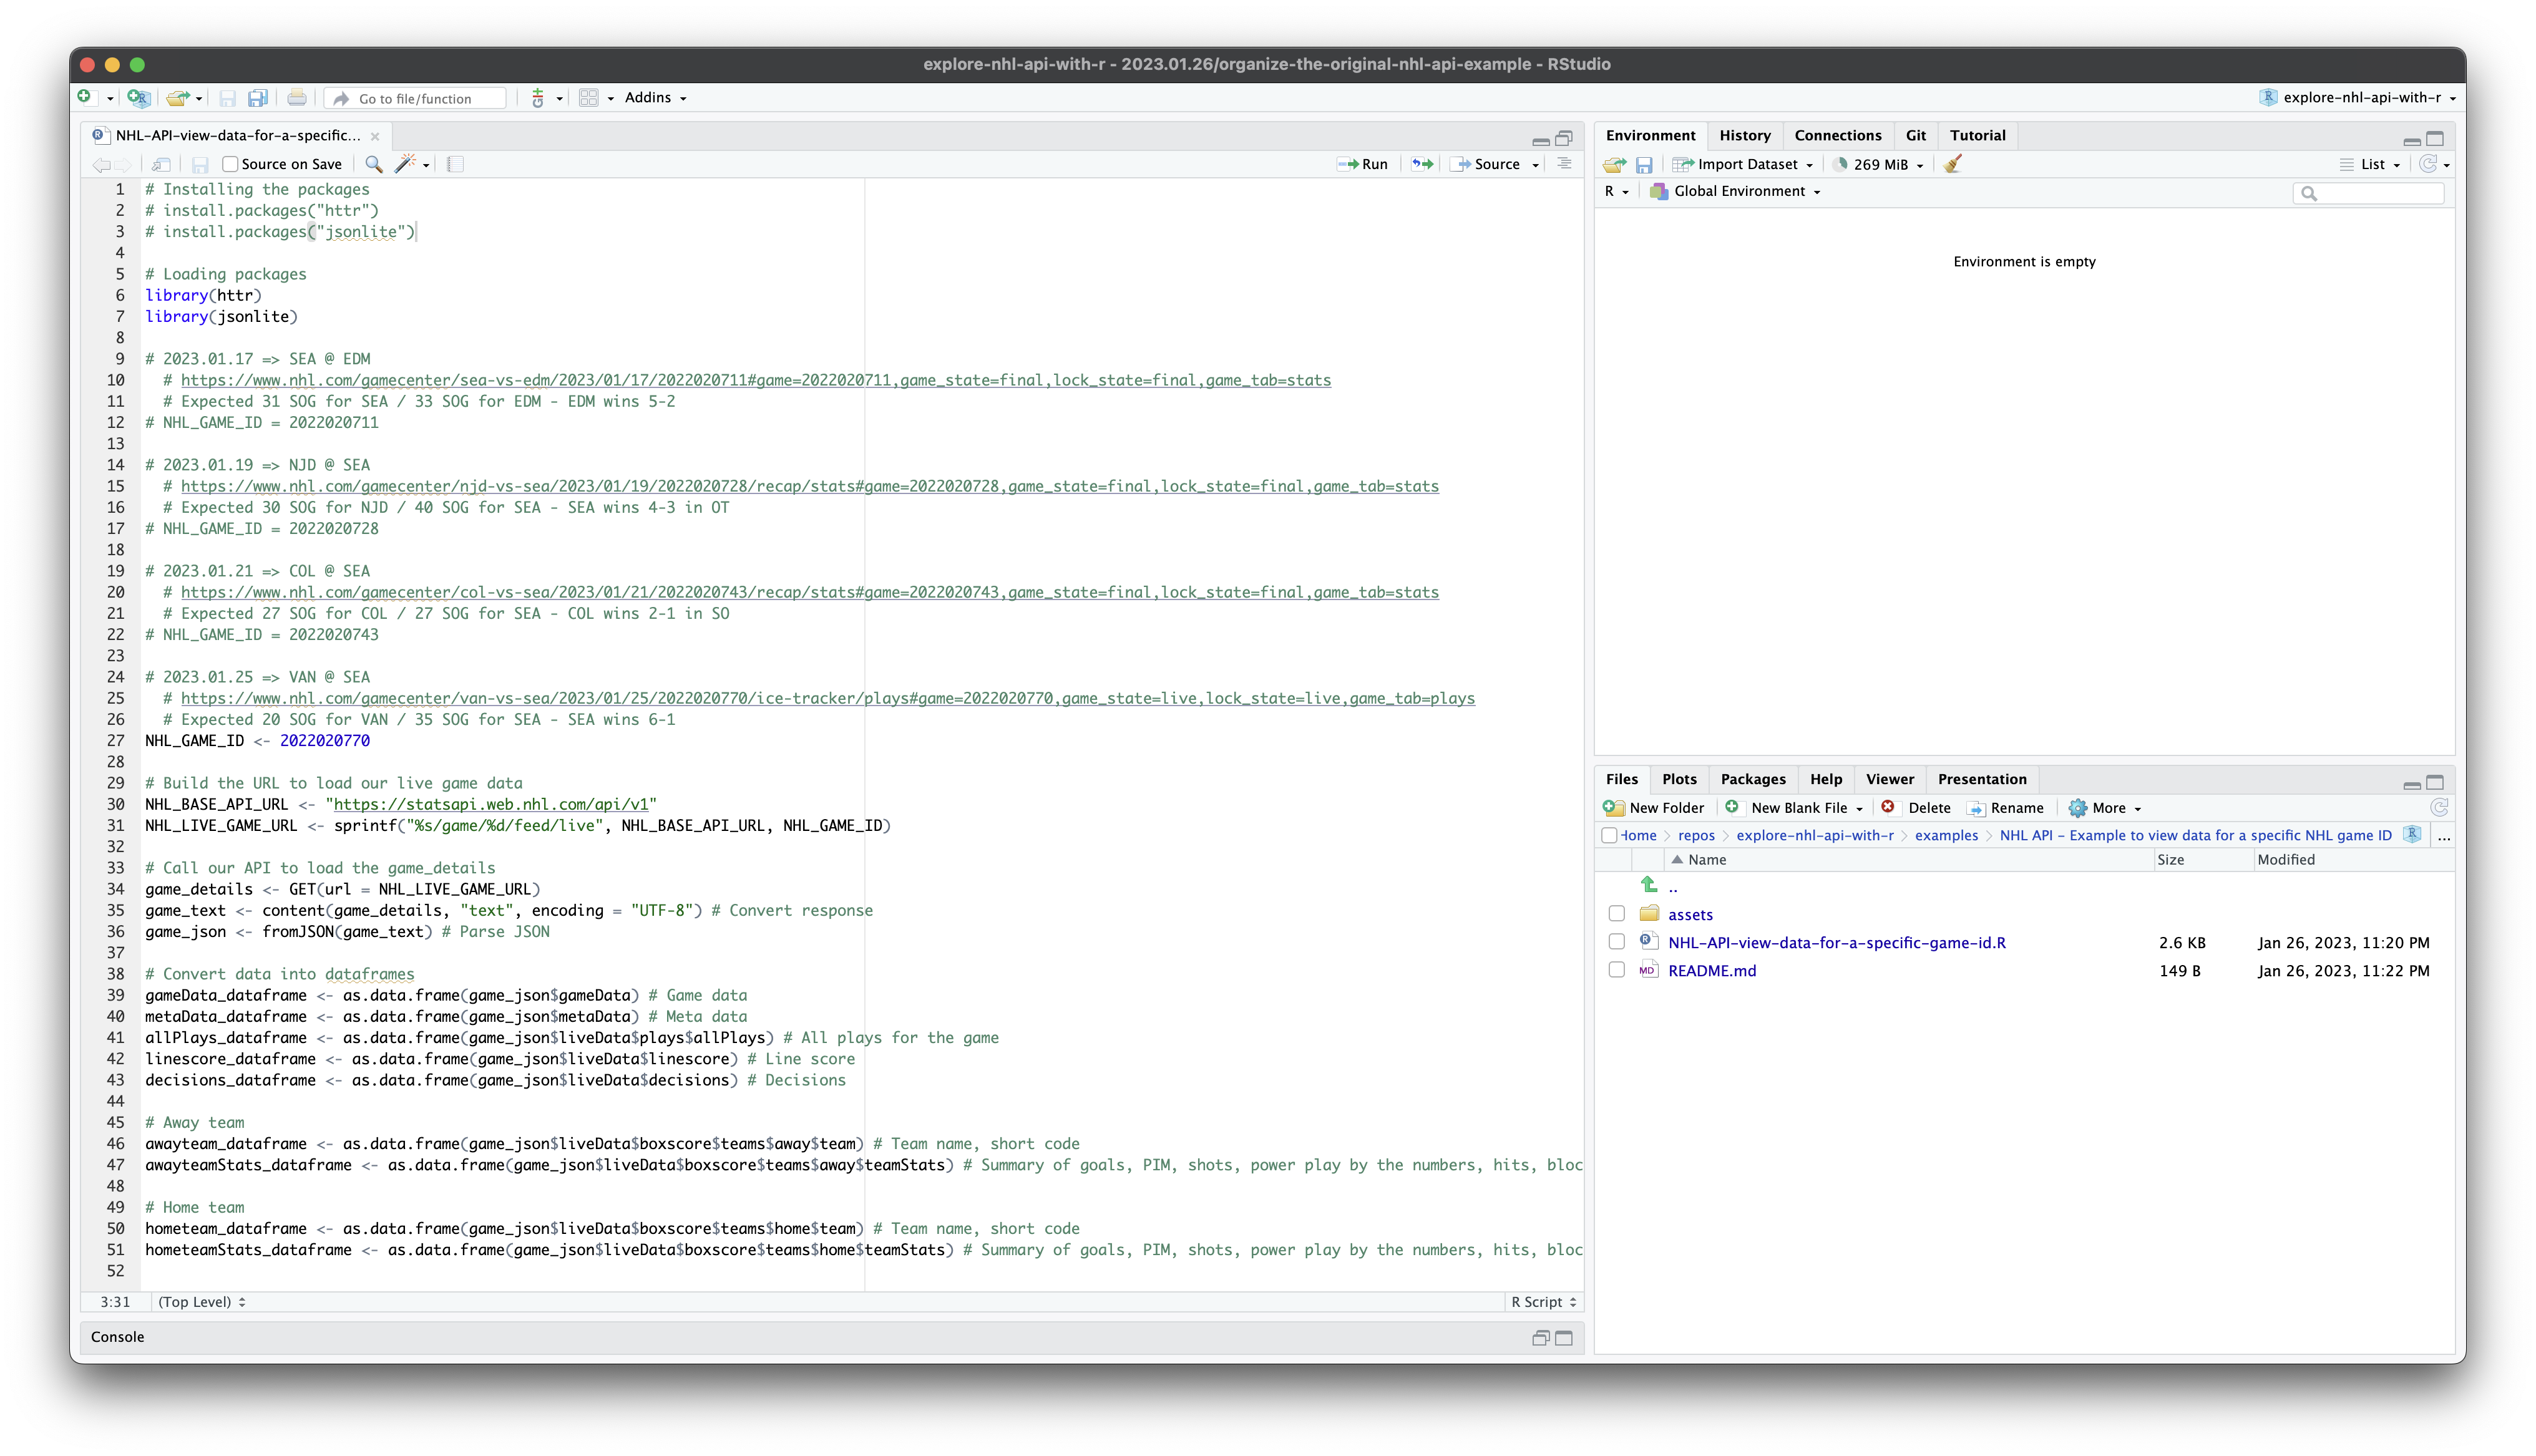 explore-nhl-api-with-r - 2023.01.26/organize-the-original-nhl-api-example - RStudio
Go to file/function
Addins
explore-nhl-api-with-r
NHL-API-view-data-for-a-specific...
Source on Save
Run
Source
1 # Installing the packages
2 # install.packages("httr")
3 # install.packages("jsonlite")
4
5 # Loading packages
6 library(httr)
7 library(jsonlite)
8
9 # 2023.01.17 => SEA @ EDM
10 # https://www.nhl.com/gamecenter/sea-vs-edm/2023/01/17/2022020711#game=2022020711,game_state=final,lock_state=final,game_tab=stats
11 # Expected 31 SOG for SEA / 33 SOG for EDM - EDM wins 5-2
12 # NHL_GAME_ID = 2022020711
13
14 # 2023.01.19 => NJD @ SEA
15 # https://www.nhl.com/gamecenter/njd-vs-sea/2023/01/19/2022020728/recap/stats#game=2022020728,game_state=final,lock_state=final,game_tab=stats
16 # Expected 30 SOG for NJD / 40 SOG for SEA - SEA wins 4-3 in OT
17 # NHL_GAME_ID = 2022020728
18
19 # 2023.01.21 => COL @ SEA
20 # https://www.nhl.com/gamecenter/col-vs-sea/2023/01/21/2022020743/recap/stats#game=2022020743,game_state=final,lock_state=final,game_tab=stats
21 # Expected 27 SOG for COL / 27 SOG for SEA - COL wins 2-1 in SO
22 # NHL_GAME_ID = 2022020743
23
24 # 2023.01.25 => VAN @ SEA
25 # https://www.nhl.com/gamecenter/van-vs-sea/2023/01/25/2022020770/ice-tracker/plays#game=2022020770,game_state=live,lock_state=live,game_tab=plays
26 # Expected 20 SOG for VAN / 35 SOG for SEA - SEA wins 6-1
27 NHL_GAME_ID <- 2022020770
28
29 # Build the URL to load our live game data
30 NHL_BASE_API_URL <- "https://statsapi.web.nhl.com/api/v1"
31 NHL_LIVE_GAME_URL <- sprintf("%s/game/%d/feed/live", NHL_BASE_API_URL, NHL_GAME_ID)
32
33 # Call our API to load the game_details
34 game_details <- GET(url = NHL_LIVE_GAME_URL)
35 game_text <- content(game_details, "text", encoding = "UTF-8") # Convert response
36 game_json <- fromJSON(game_text) # Parse JSON
37
38 # Convert data into dataframes
39 gameData_dataframe <- as.data.frame(game_json$gameData) # Game data
40 metaData_dataframe <- as.data.frame(game_json$metaData) # Meta data
41 allPlays_dataframe <- as.data.frame(game_json$liveData$plays$allPlays) # All plays for the game
42 linescore_dataframe <- as.data.frame(game_json$liveData$linescore) # Line score
43 decisions_dataframe <- as.data.frame(game_json$liveData$decisions) # Decisions
44
45 # Away team
46 awayteam_dataframe <- as.data.frame(game_json$liveData$boxscore$teams$away$team) # Team name, short code
47 awayteamStats_dataframe <- as.data.frame(game_json$liveData$boxscore$teams$away$teamStats) # Summary of goals, PIM, shots, power play by the numbers, hits, bloc
48
49 # Home team
50 hometeam_dataframe <- as.data.frame(game_json$liveData$boxscore$teams$home$team) # Team name, short code
51 hometeamStats_dataframe <- as.data.frame(game_json$liveData$boxscore$teams$home$teamStats) # Summary of goals, PIM, shots, power play by the numbers, hits, bloc
52
3:31 (Top Level) R Script
Console
Environment History Connections Git Tutorial
Import Dataset 269 MiB List
R Global Environment
Environment is empty
Files Plots Packages Help Viewer Presentation
New Folder New Blank File Delete Rename More
Home repos explore-nhl-api-with-r examples NHL API - Example to view data for a specific NHL game ID ...
Name Size Modified
..
assets
NHL-API-view-data-for-a-specific-game-id.R 2.6 KB Jan 26, 2023, 11:20 PM
README.md 149 B Jan 26, 2023, 11:22 PM